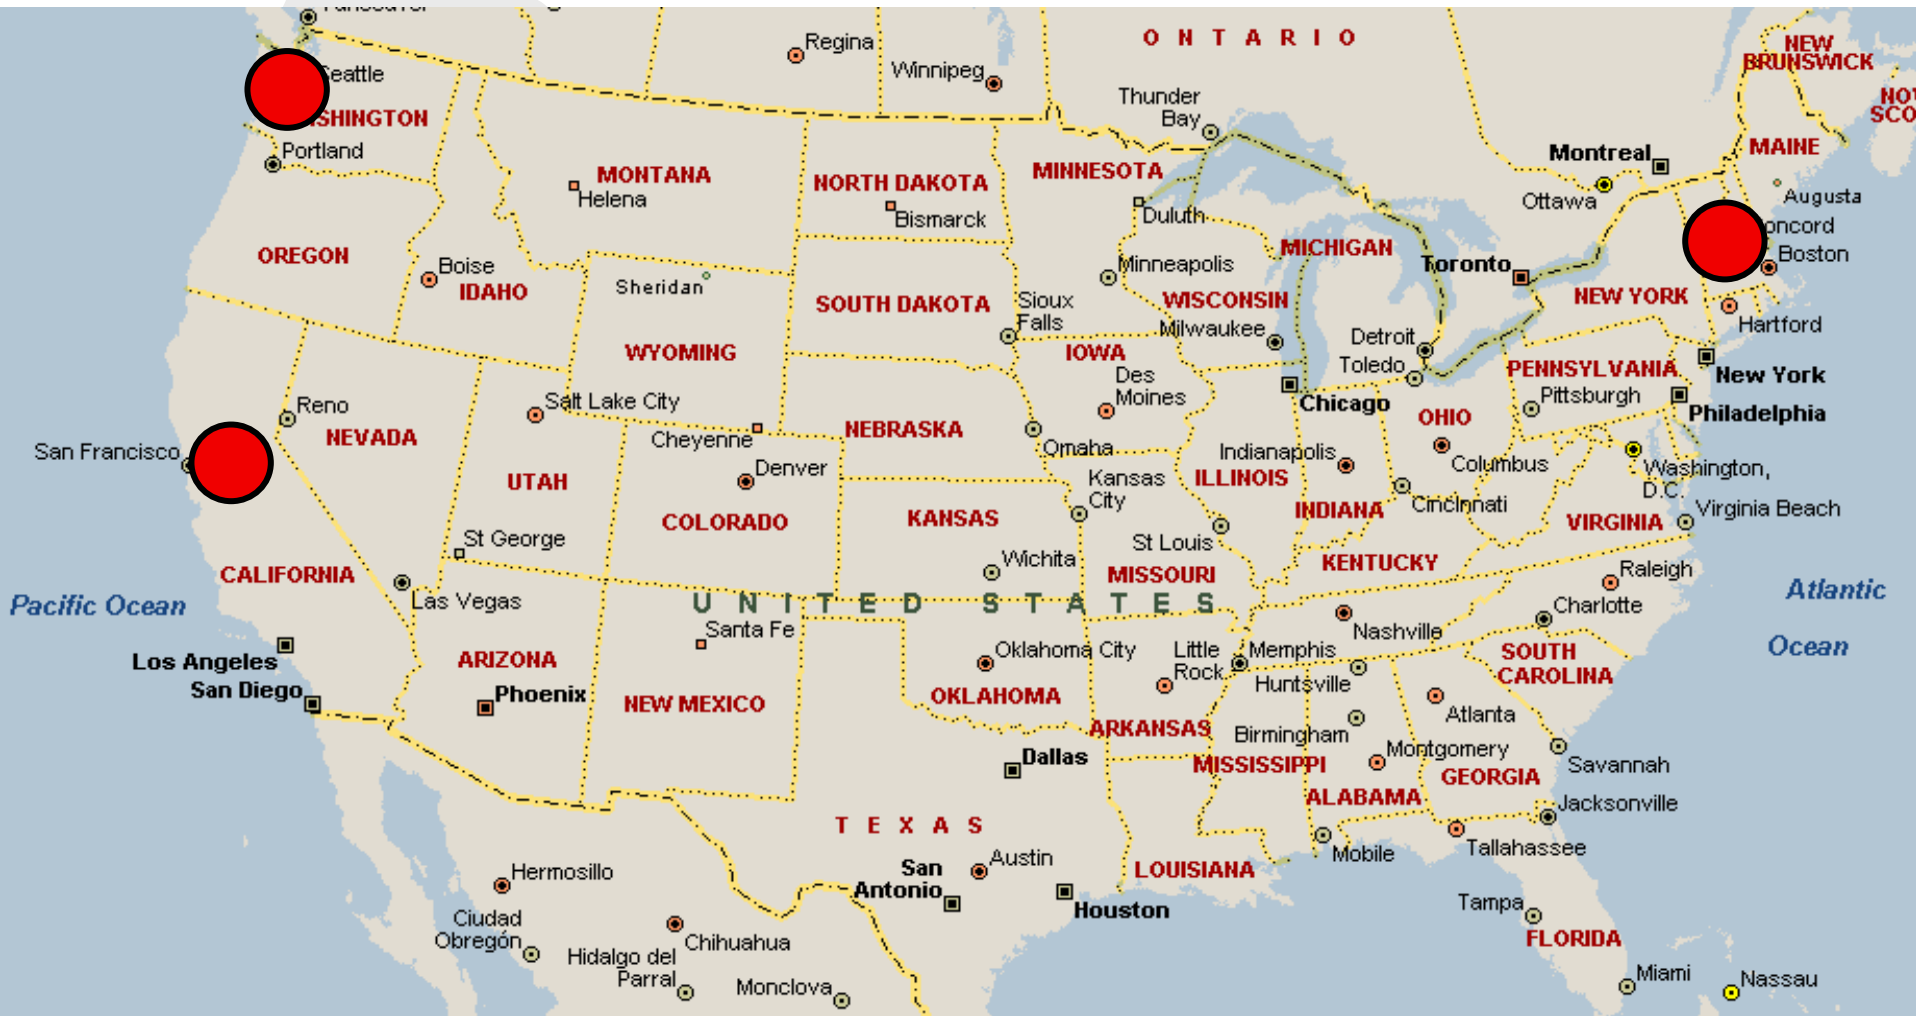 Regina
Winnipeg
ONTARIO
NEW
BRUNSWICK
Seattle
Thunder
Bay
Portland
MONTANA
Helena
NORTH DAKOTA
Bismarck
MINNESOTA
Duluth
Montreal
Ottawa
MAINE
Augusta
OREGON
Boise
IDAHO
Sheridan
SOUTH DAKOTA
Sioux
Falls
Minneapolis
WISCONSIN
Milwaukee
MICHIGAN
Toronto
NEW YORK
Boston
Hartford
WYOMING
IOWA
Des
Moines
Detroit
Toledo
PENNSYLVANIA
Pittsburgh
New York
Philadelphia
Reno
NEVADA
Salt Lake City
Cheyenne
NEBRASKA
Omaha
Chicago
OHIO
Columbus
San Francisco
UTAH
Denver
COLORADO
KANSAS
Kansas
City
Indianapolis
ILLINOIS
INDIANA
Cincinnati
Washington,
D.C.
Virginia Beach
VIRGINIA
St George
Wichita
St Louis
MISSOURI
KENTUCKY
CALIFORNIA
Las Vegas
Pacific Ocean
UNITED STATES
Raleigh
Charlotte
Atlantic
Ocean
Los Angeles
San Diego
ARIZONA
Phoenix
Santa Fe
NEW MEXICO
Oklahoma City
OKLAHOMA
Little
Rock
ARKANSAS
Memphis
Nashville
Huntsville
SOUTH
CAROLINA
Atlanta
Birmingham
Montgomery
MISSISSIPPI
ALABAMA
GEORGIA
Savannah
Dallas
TEXAS
Austin
San
Antonio
Houston
LOUISIANA
Mobile
Jacksonville
Tallahassee
Tampa
FLORIDA
Miami
Nassau
Hermosillo
Ciudad
Obregón
Chihuahua
Hidalgo del
Parral
Monclova